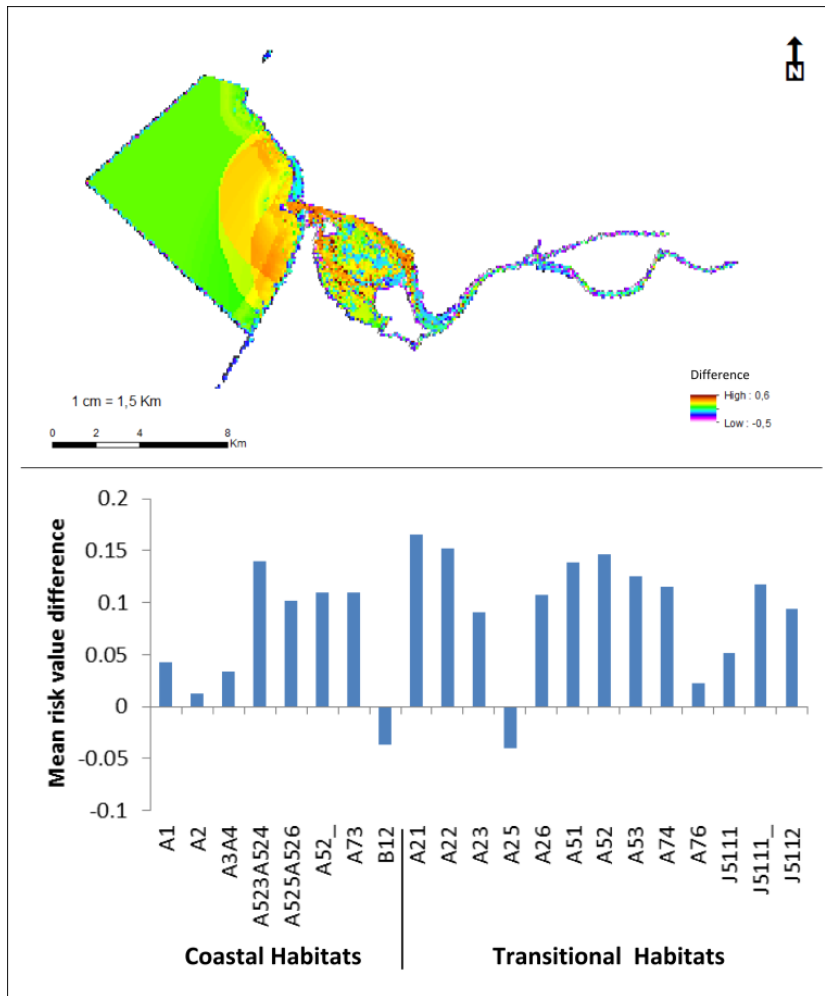 N
Difference
High : 0,6
Low : -0,5
1 cm = 1,5 Km
0 2 4 8
Km
Mean risk value difference
0.2
0.15
0.1
0.05
0
-0.05
-0.1
A1
A2
A3A4
A523A524
A525A526
A52_
A73
B12
A21
A22
A23
A25
A26
A51
A52
A53
A74
A76
J5111
J5111_
J5112
Coastal Habitats
Transitional Habitats